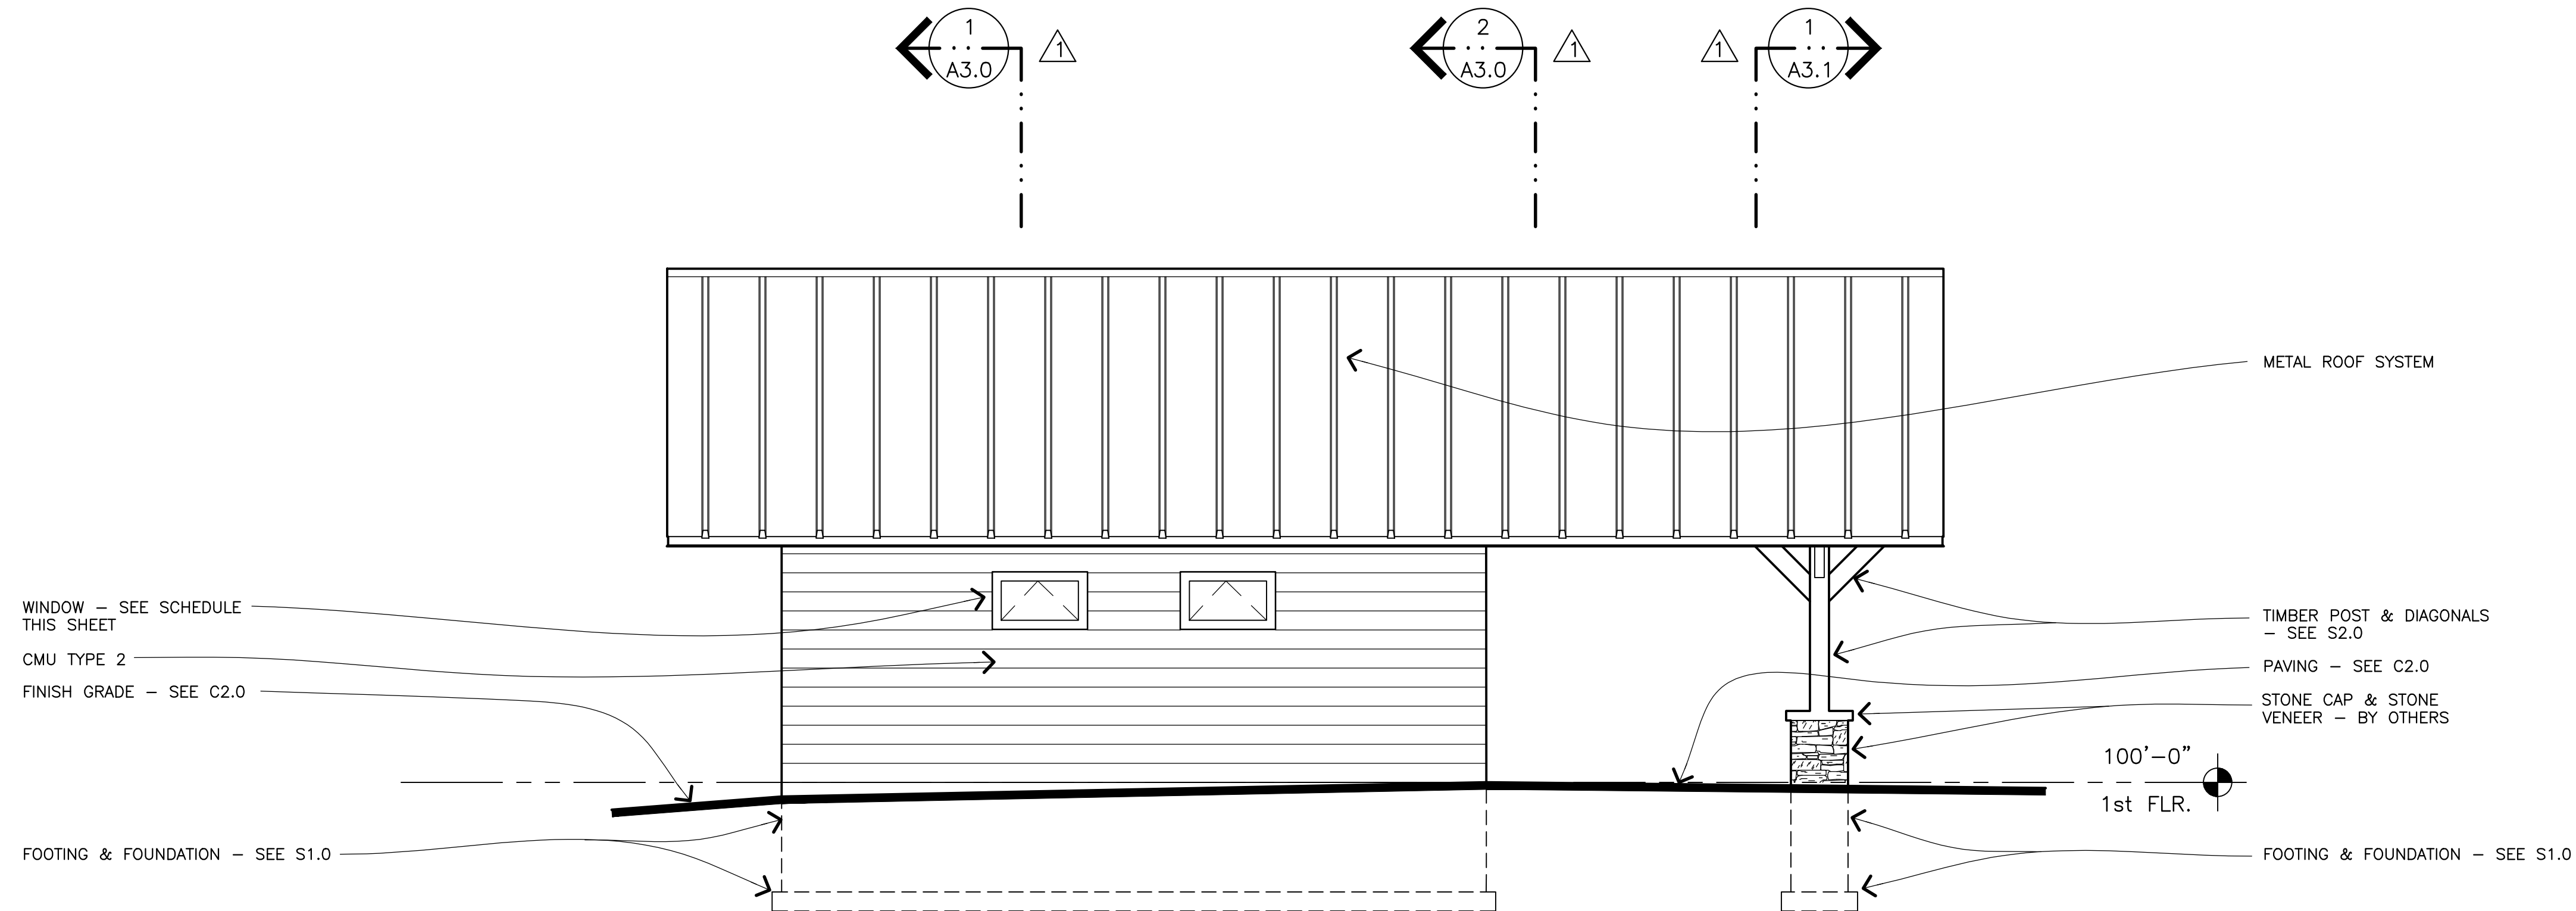 1
A3.0
1
2
A3.0
1
1
1
A3.1
METAL ROOF SYSTEM
WINDOW – SEE SCHEDULE
THIS SHEET
CMU TYPE 2
FINISH GRADE – SEE C2.0
FOOTING & FOUNDATION – SEE S1.0
TIMBER POST & DIAGONALS
– SEE S2.0
PAVING – SEE C2.0
STONE CAP & STONE
VENEER – BY OTHERS
100'-0"
1st FLR.
FOOTING & FOUNDATION – SEE S1.0